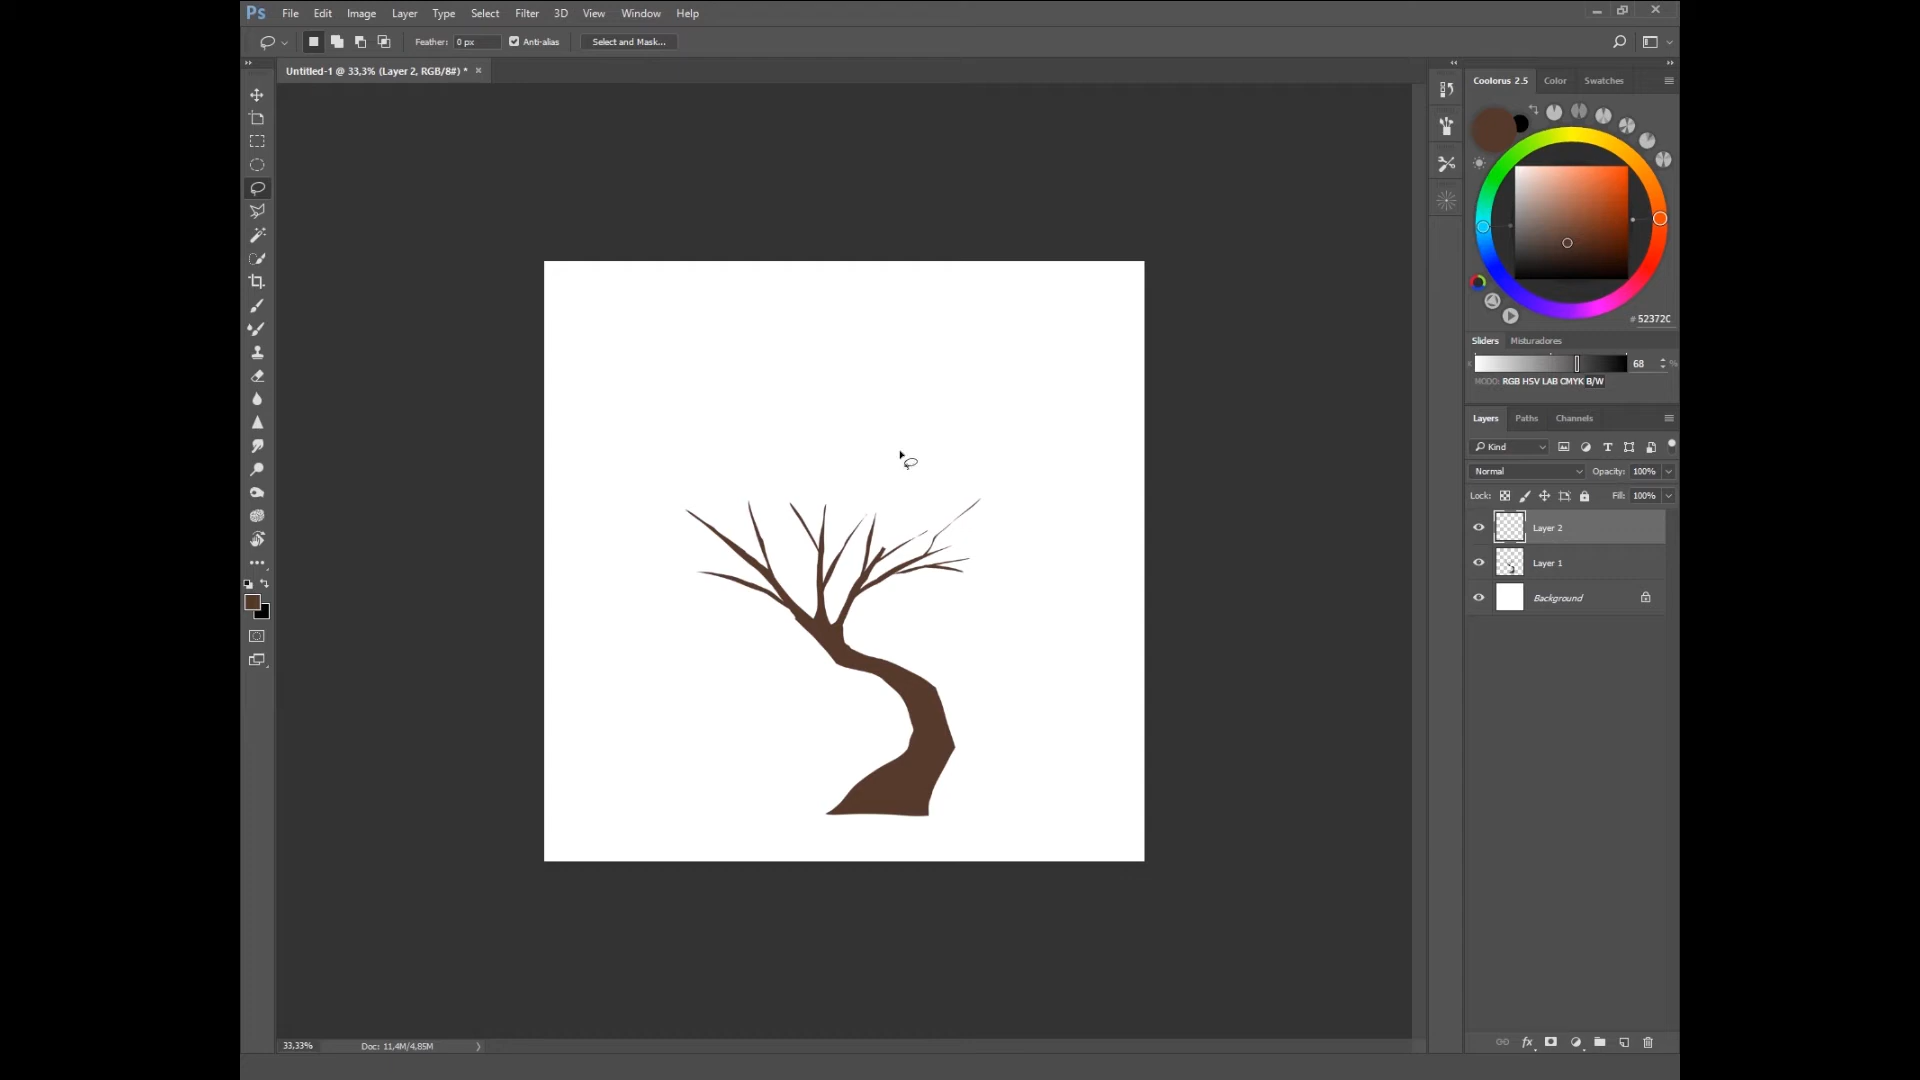 Ps File Edit Image Layer Type Select Filter 3D View Window Help
Feather: 0 px Anti-alias Select and Mask...
Untitled-1 @ 33,3% (Layer 2, RGB/8#) * ×
Coolorus 2.5 Color Swatches
# 52372C
Sliders Misturadores
K 68 %
MODO: RGB HSV LAB CMYK B/W
Layers Paths Channels
Kind
Normal Opacity: 100%
Lock: Fill: 100%
Layer 2
Layer 1
Background
33,33% Doc: 11,4M/4,85M